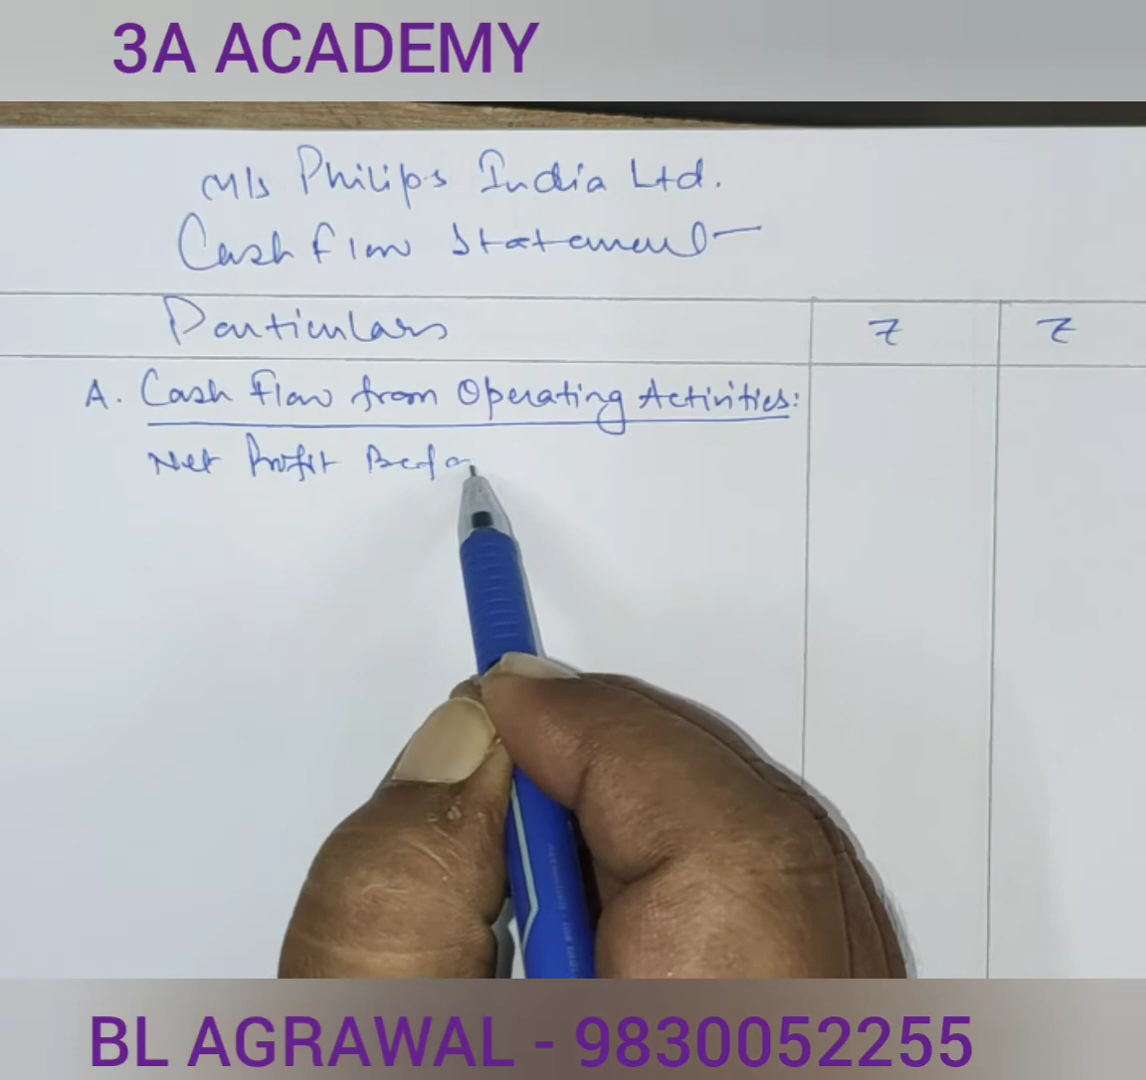 3A ACADEMY
M/s Philips India Ltd.
Cash Flow Statement
Particulars ₹ ₹
A. Cash Flow from Operating Activities:
Net Profit Befo
BL AGRAWAL - 9830052255